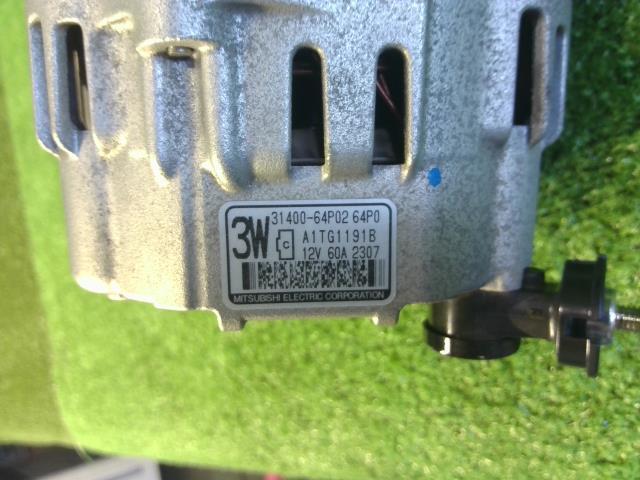 31400-64P02 64P0
3W C A1TG1191B
12V 60A 2307
MITSUBISHI ELECTRIC CORPORATION